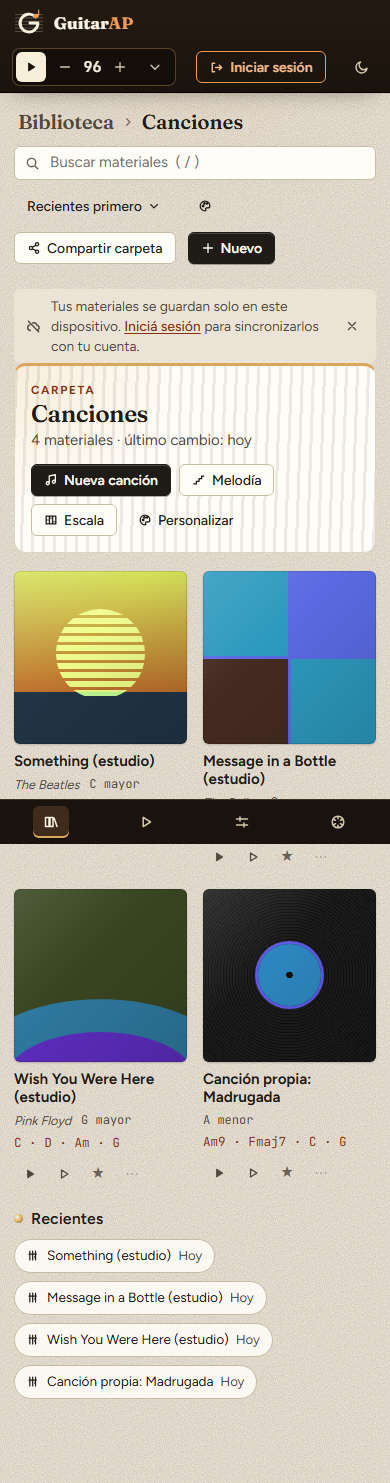 GuitarAP
96
Iniciar sesión
Biblioteca > Canciones
Buscar materiales ( / )
Recientes primero
Compartir carpeta
Nuevo
Tus materiales se guardan solo en este
dispositivo. Iniciá sesión para sincronizarlos
con tu cuenta.
CARPETA
Canciones
4 materiales · último cambio: hoy
Nueva canción
Melodía
Escala
Personalizar
Something (estudio)
The Beatles C mayor
Message in a Bottle
(estudio)
Wish You Were Here
(estudio)
Pink Floyd G mayor
C · D · Am · G
Canción propia:
Madrugada
A menor
Am9 · Fmaj7 · C · G
Recientes
Something (estudio) Hoy
Message in a Bottle (estudio) Hoy
Wish You Were Here (estudio) Hoy
Canción propia: Madrugada Hoy